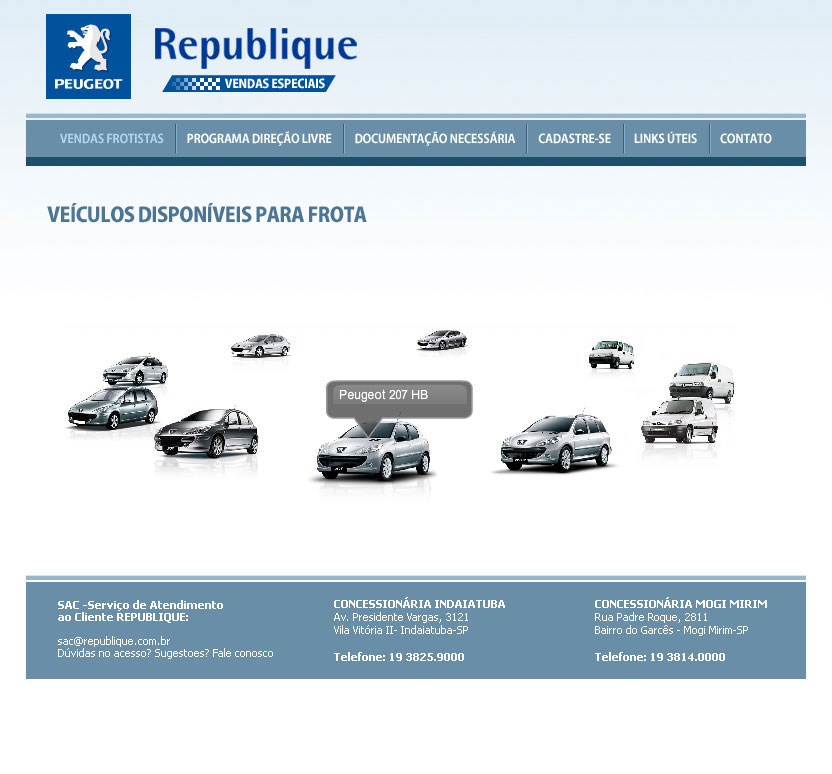 PEUGEOT
Republique
VENDAS ESPECIAIS
VENDAS FROTISTAS
PROGRAMA DIREÇÃO LIVRE
DOCUMENTAÇÃO NECESSÁRIA
CADASTRE-SE
LINKS ÚTEIS
CONTATO
VEÍCULOS DISPONÍVEIS PARA FROTA
Peugeot 207 HB
SAC -Serviço de Atendimento
ao Cliente REPUBLIQUE:
sac@republique.com.br
Dúvidas no acesso? Sugestoes? Fale conosco
CONCESSIONÁRIA INDAIATUBA
Av. Presidente Vargas, 3121
Vila Vitória II- Indaiatuba-SP
Telefone: 19 3825.9000
CONCESSIONÁRIA MOGI MIRIM
Rua Padre Roque, 2811
Bairro do Garcês - Mogi Mirim-SP
Telefone: 19 3814.0000